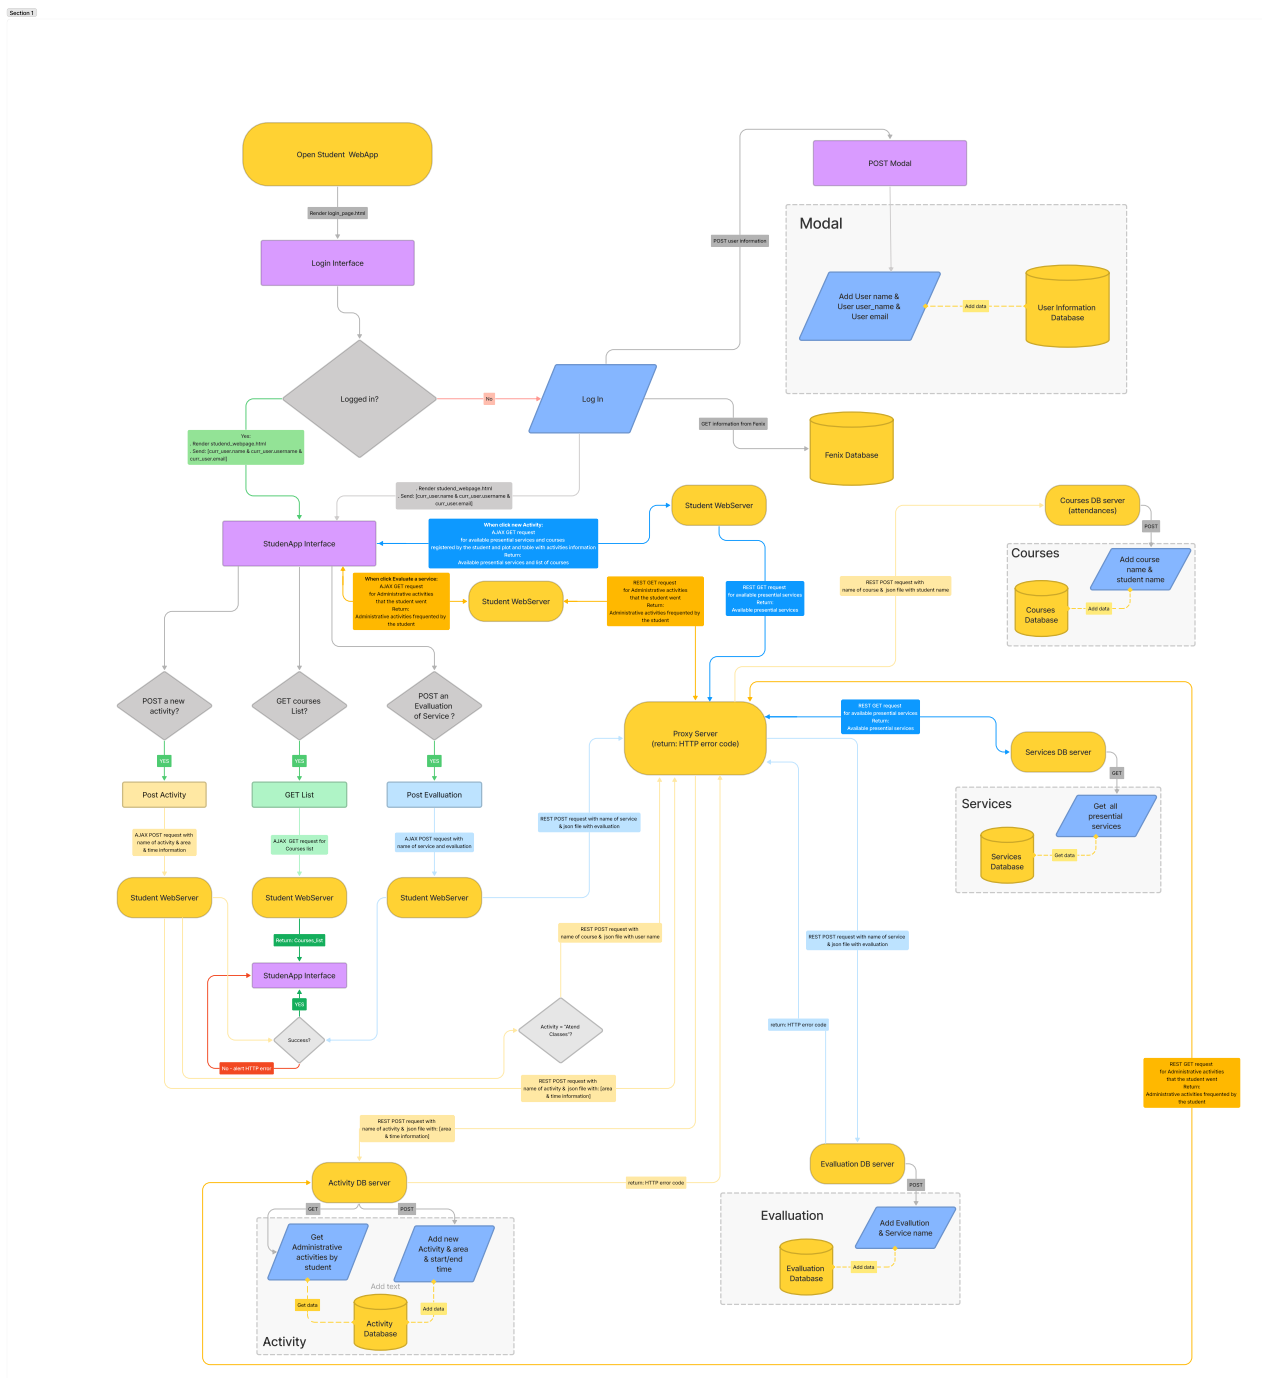 Section 1
Open Student  WebApp
Render login_page.html
Login Interface
Logged in?
No
Yes:
. Render studend_webpage.html
. Send: [curr_user.name & curr_user.username &
curr_user.email]
Log In
POST user information
POST Modal
Modal
Add User name &
User user_name &
User email
Add data
User Information
Database
GET information from Fenix
Fenix Database
. Render studend_webpage.html
. Send: [curr_user.name & curr_user.username &
curr_user.email]
StudenApp Interface
When click new Activity:
AJAX GET request
for available presential services and courses
registered by the student and plot and table with activities information
Return:
Available presential services and list of courses
Student WebServer
When click Evaluate a service:
AJAX GET request
for Administrative activities
that the student went
Return:
Administrative activities frequented by
the student
Student WebServer
REST GET request
for Administrative activities
that the student went
Return:
Administrative activities frequented by
the student
REST GET request
for available presential services
Return:
Available presential services
REST POST request with
name of course &  json file with student name
Courses DB server
(attendances)
POST
Courses
Add course
name &
student name
Courses
Database
Add data
POST a new
activity?
GET courses
List?
POST an
Evaluation
of Service ?
YES
YES
YES
Post Activity
GET List
Post Evalluation
AJAX POST request with
name of activity & area
& time information
AJAX  GET request for
Courses list
AJAX POST request with
name of service and evaluation
Student WebServer
Student WebServer
Student WebServer
Return: Courses_list
StudenApp Interface
YES
Success?
No - alert HTTP error
Proxy Server
(return: HTTP error code)
REST GET request
for available presential services
Return:
Available presential services
Services DB server
GET
Services
Get  all
presential
services
Services
Database
Get data
REST POST request with name of service
& json file with evaluation
REST POST request with
name of course &  json file with user name
REST POST request with name of service
& json file with evaluation
Activity = "Atend
Classes"?
return: HTTP error code
REST POST request with
name of activity &  json file with: [area
& time information]
REST GET request
for Administrative activities
that the student went
Return:
Administrative activities frequented by
the student
REST POST request with
name of activity &  json file with: [area
& time information]
Activity DB server
return: HTTP error code
GET
POST
Get
Administrative
activities by
student
Add new
Activity & area
& start/end
time
Add text
Get data
Add data
Activity
Database
Activity
Evalluation DB server
POST
Evalluation
Add Evallution
& Service name
Evalluation
Database
Add data